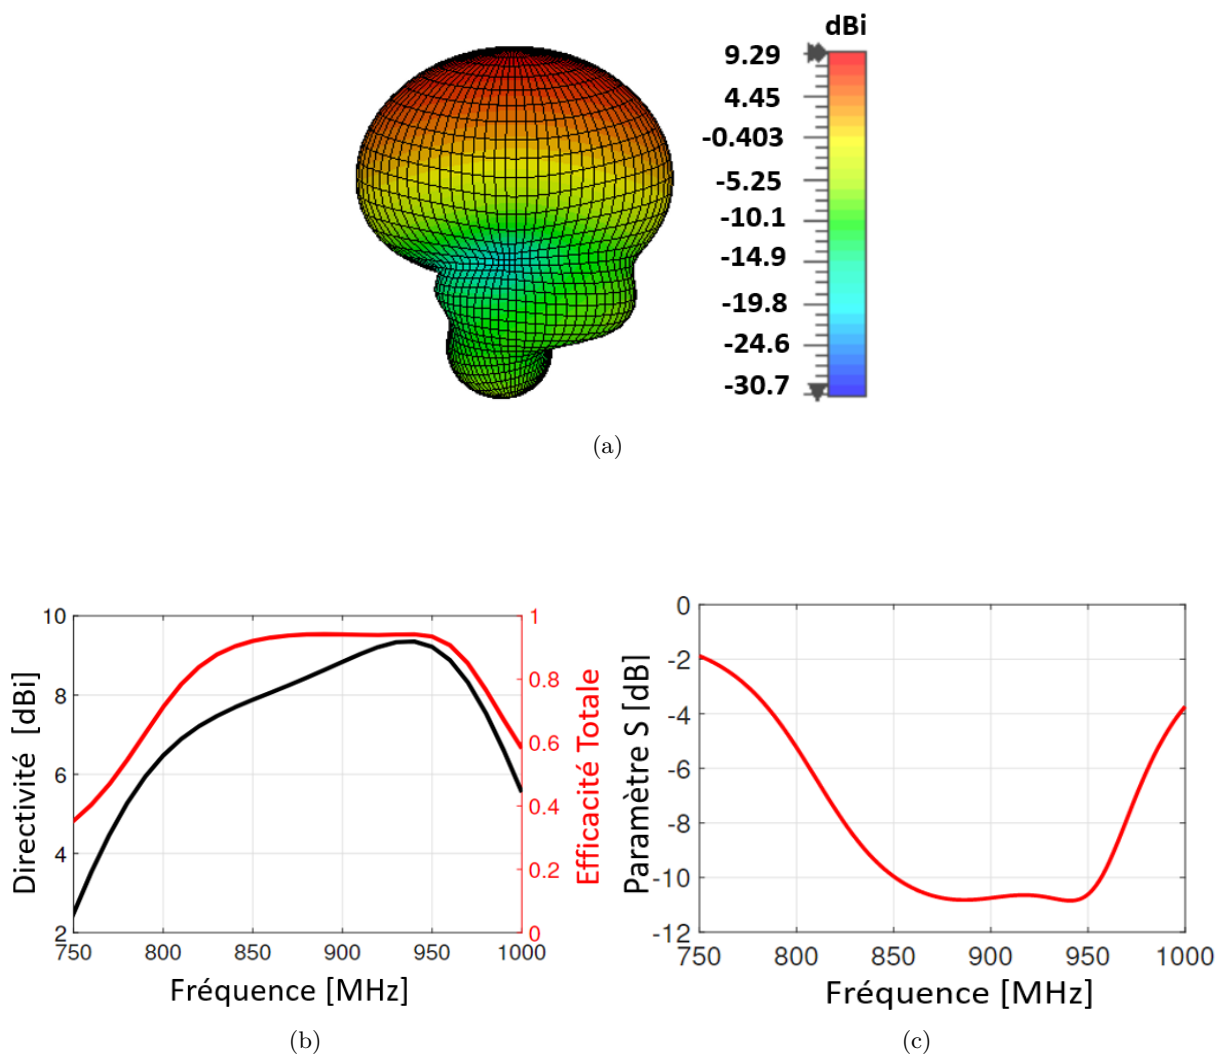 dBi
9.29
4.45
-0.403
-5.25
-10.1
-14.9
-19.8
-24.6
-30.7
(a)
10
8
6
4
2
Directivité [dBi]
1
0.8
0.6
0.4
0.2
0
Efficacité Totale
750 800 850 900 950 1000
Fréquence [MHz]
(b)
0
-2
-4
-6
-8
-10
-12
Paramètre S [dB]
750 800 850 900 950 1000
Fréquence [MHz]
(c)